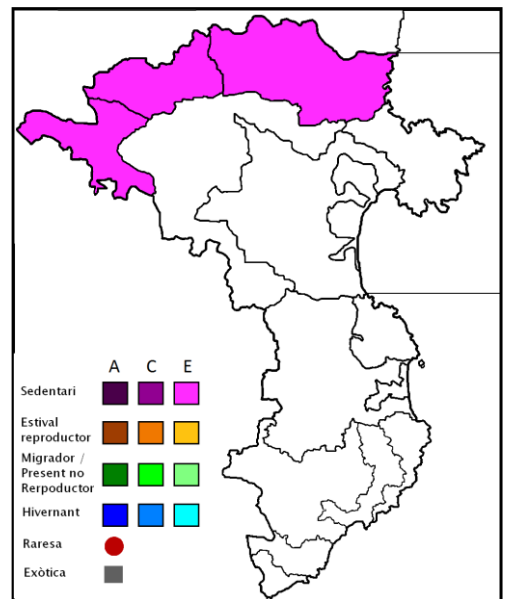 A C E
Sedentari
Estival
reproductor
Migrador /
Present no
Rerpoductor
Hivernant
Raresa
Exòtica